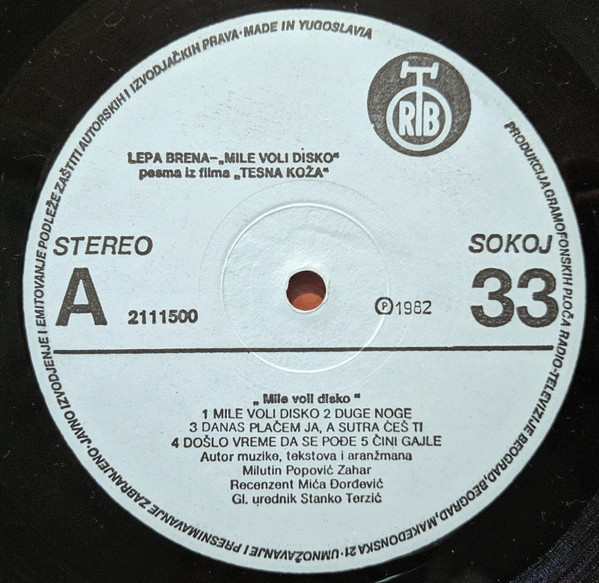 UMNOŽAVANJE I PRESNIMAVANJE ZABRANJENO·JAVNO IZVODJENJE I EMITOVANJE PODLEŽE ZAŠTITI AUTORSKIH I IZVODJAČKIH PRAVA·MADE IN YUGOSLAVIA
PRODUKCIJA GRAMOFONSKIH PLOČA RADIO-TELEVIZIJE BEOGRAD, BEOGRAD, MAKEDONSKA 21·
RTB
LEPA BRENA–„MILE VOLI DISKO“
pesma iz filma „TESNA KOŽA“
STEREO
SOKOJ
A
2111500
℗1982
33
„Mile voli disko“
1 MILE VOLI DISKO 2 DUGE NOGE
3 DANAS PLAČEM JA, A SUTRA ĆEŠ TI
4 DOŠLO VREME DA SE POĐE 5 ČINI GAJLE
Autor muzike, tekstova i aranžmana
Milutin Popović Zahar
Recenzent Mića Đorđević
Gl. urednik Stanko Terzić